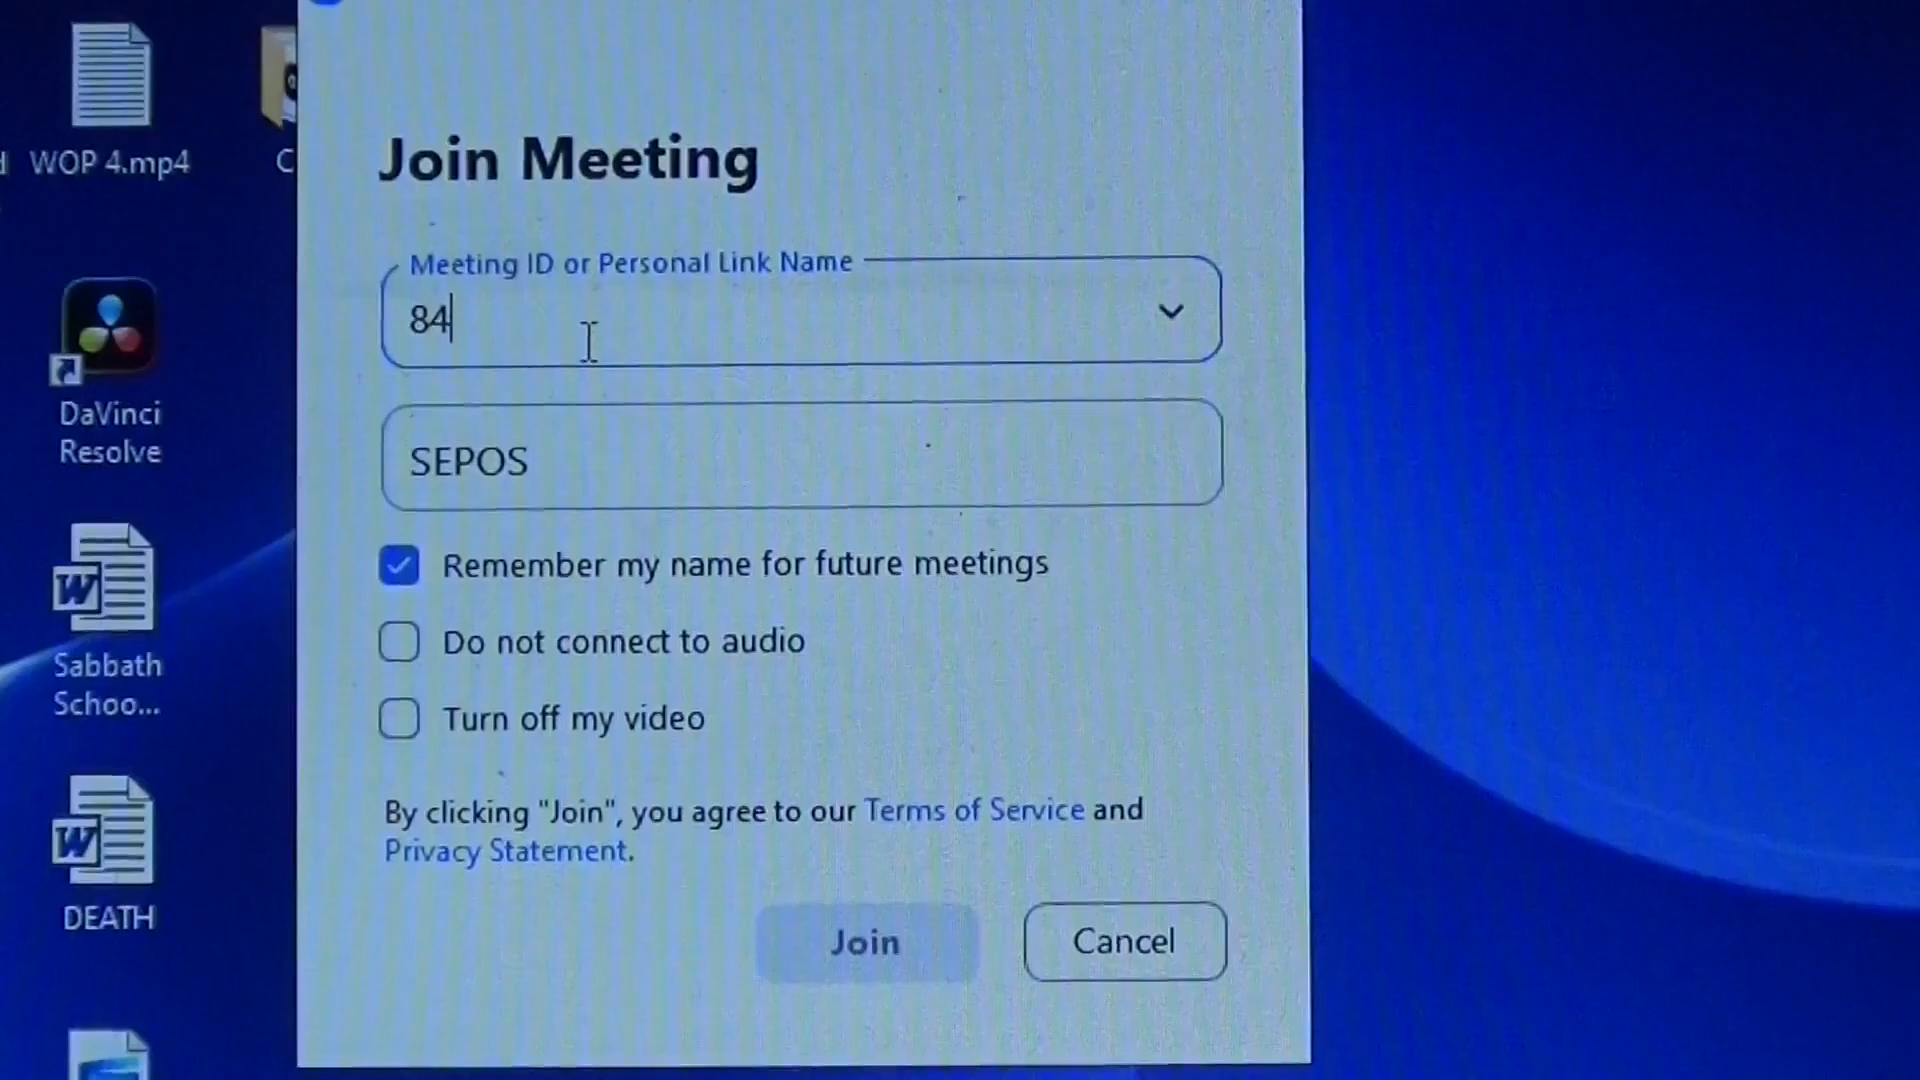 WOP 4.mp4
Join Meeting
Meeting ID or Personal Link Name
84
SEPOS
Remember my name for future meetings
Do not connect to audio
Turn off my video
By clicking "Join", you agree to our Terms of Service and
Privacy Statement.
Join
Cancel
DaVinci
Resolve
Sabbath
Schoo...
DEATH